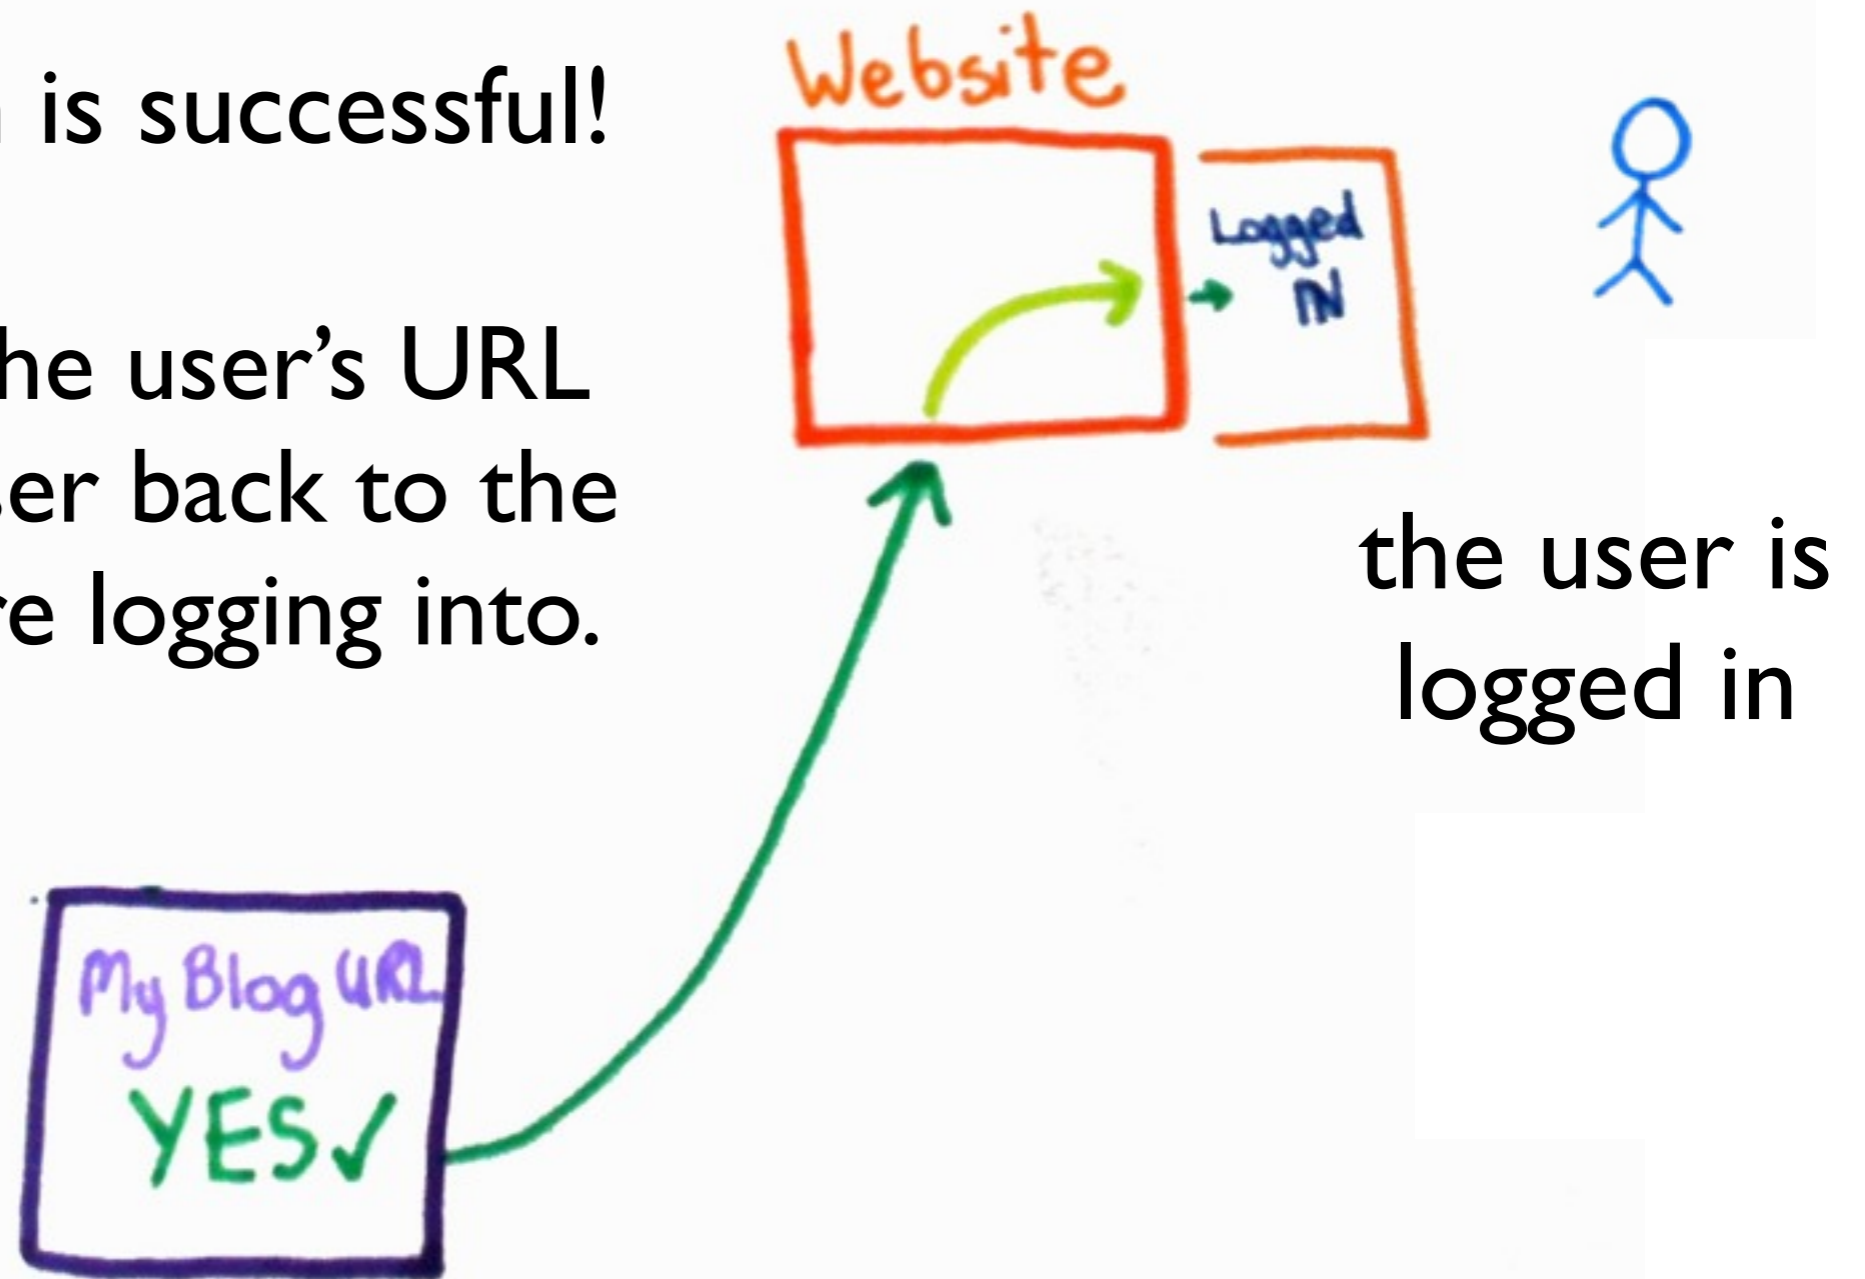 is successful!
he user's URL
er back to the
re logging into.
Website
Logged
IN
the user is
logged in
My Blog URL
YES✓